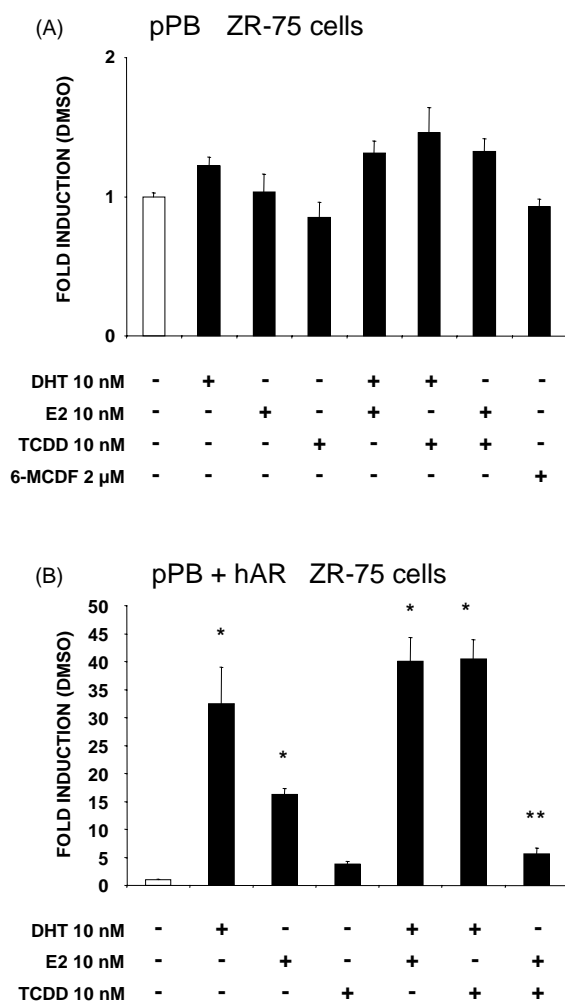 (A) pPB ZR-75 cells
2
1
0
FOLD INDUCTION (DMSO)
DHT 10 nM - + - - + + - -
E2 10 nM - - + - + - + -
TCDD 10 nM - - - + - + + -
6-MCDF 2 µM - - - - - - - +
(B) pPB + hAR ZR-75 cells
50
45
40
35
30
25
20
15
10
5
0
FOLD INDUCTION (DMSO)
* * * * **
DHT 10 nM - + - - + + -
E2 10 nM - - + - + - +
TCDD 10 nM - - - + - + +